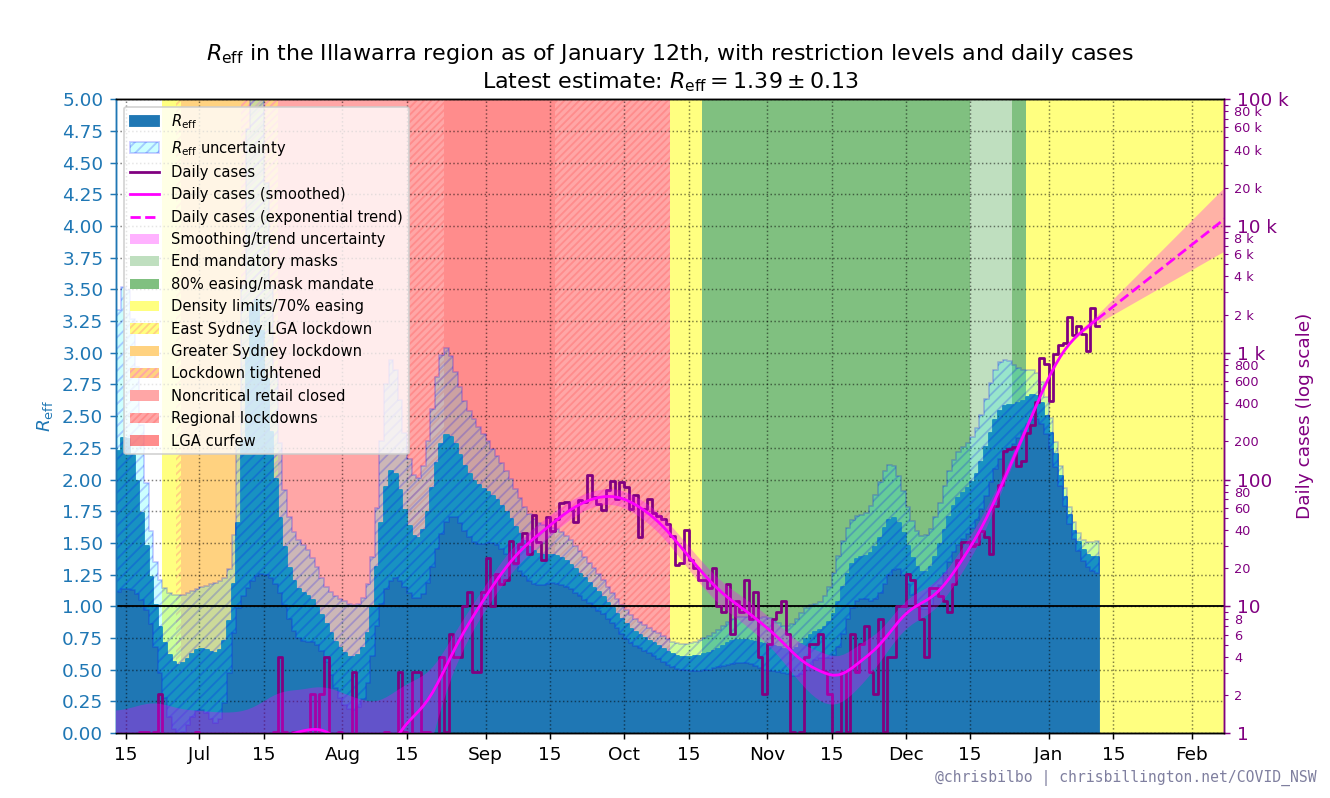 Reff in the Illawarra region as of January 12th, with restriction levels and daily cases
Latest estimate: Reff = 1.39 ± 0.13
5.00
4.75
4.50
4.25
4.00
3.75
3.50
3.25
3.00
2.75
2.50
2.25
2.00
1.75
1.50
1.25
1.00
0.75
0.50
0.25
0.00
Reff
Reff
Reff uncertainty
Daily cases
Daily cases (smoothed)
Daily cases (exponential trend)
Smoothing/trend uncertainty
End mandatory masks
80% easing/mask mandate
Density limits/70% easing
East Sydney LGA lockdown
Greater Sydney lockdown
Lockdown tightened
Noncritical retail closed
Regional lockdowns
LGA curfew
100 k
80 k
60 k
40 k
20 k
10 k
8 k
6 k
4 k
2 k
1 k
800
600
400
200
100
80
60
40
20
10
8
6
4
2
1
Daily cases (log scale)
15 Jul 15 Aug 15 Sep 15 Oct 15 Nov 15 Dec 15 Jan 15 Feb
@chrisbilbo | chrisbillington.net/COVID_NSW